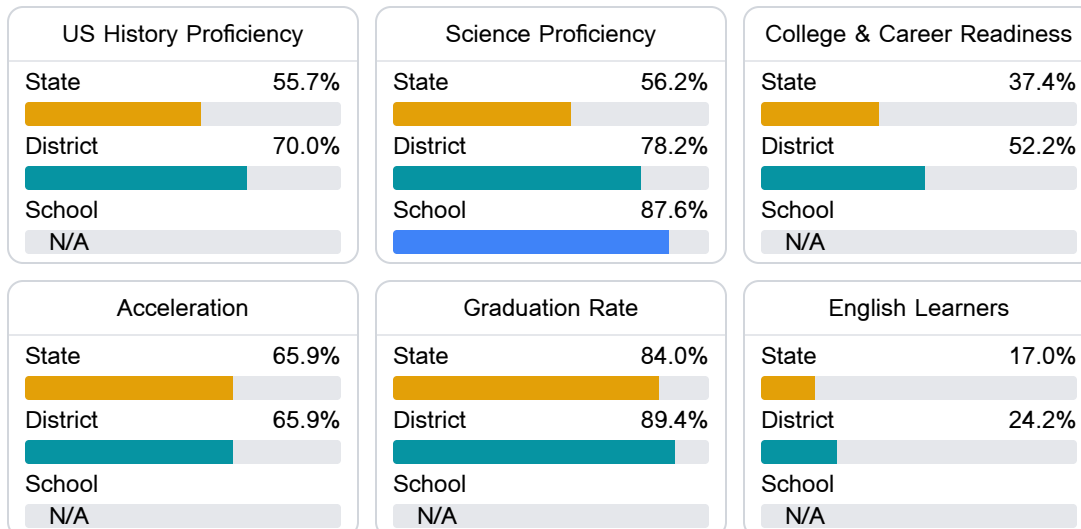 US History Proficiency
State 55.7%
District 70.0%
School
N/A
Science Proficiency
State 56.2%
District 78.2%
School 87.6%
College & Career Readiness
State 37.4%
District 52.2%
School
N/A
Acceleration
State 65.9%
District 65.9%
School
N/A
Graduation Rate
State 84.0%
District 89.4%
School
N/A
English Learners
State 17.0%
District 24.2%
School
N/A